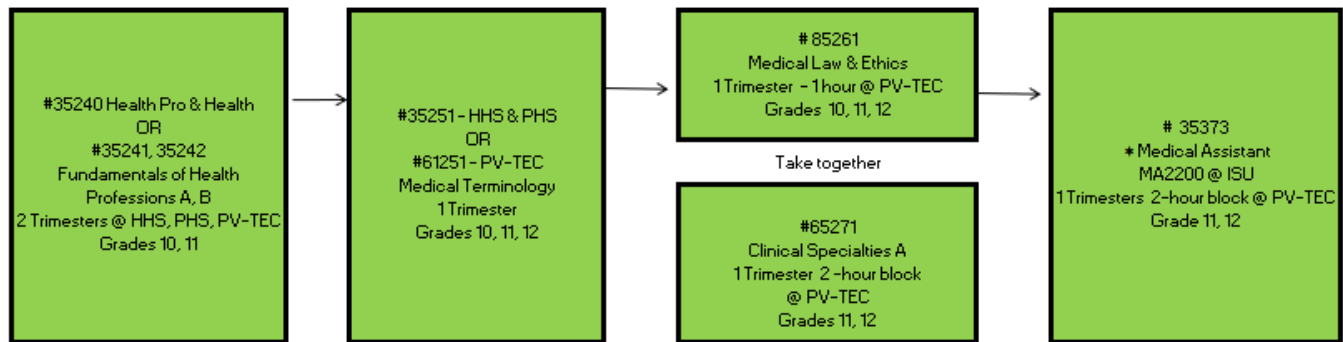 #35240 Health Pro & Health
OR
#35241, 35242
Fundamentals of Health
Professions A, B
2 Trimesters @ HHS, PHS, PV-TEC
Grades 10, 11
#35251 - HHS & PHS
OR
#61251 - PV-TEC
Medical Terminology
1 Trimester
Grades 10, 11, 12
# 85261
Medical Law & Ethics
1 Trimester - 1 hour @ PV-TEC
Grades 10, 11, 12
Take together
#65271
Clinical Specialties A
1 Trimester 2 -hour block
@ PV-TEC
Grades 11, 12
# 35373
* Medical Assistant
MA2200 @ ISU
1 Trimesters 2-hour block @ PV-TEC
Grade 11, 12